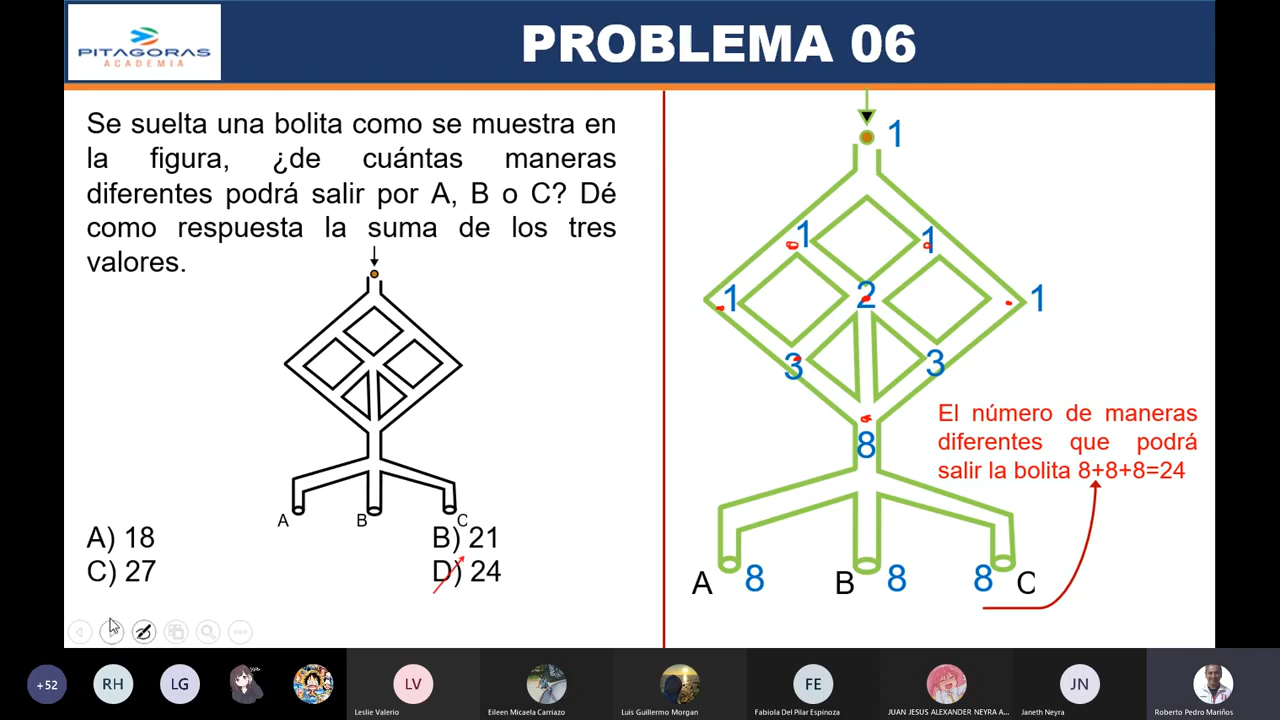 PITAGORAS
ACADEMIA
PROBLEMA 06
Se suelta una bolita como se muestra en
la figura, ¿de cuántas maneras
diferentes podrá salir por A, B o C? Dé
como respuesta la suma de los tres
valores.
A B C
A) 18 B) 21
C) 27 D) 24
1
1 1
1 2 1
3 3
8
El número de maneras
diferentes que podrá
salir la bolita 8+8+8=24
A 8 B 8 8 C
+52 RH LG LV FE JN
Leslie Valerio Eileen Micaela Carriazo Luis Guillermo Morgan Fabiola Del Pilar Espinoza JUAN JESUS ALEXANDER NEYRA A... Janeth Neyra Roberto Pedro Mariños